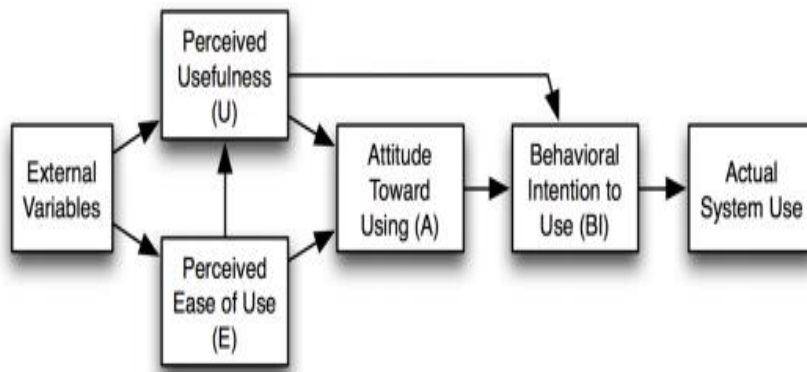 External
Variables
Perceived
Usefulness
(U)
Perceived
Ease of Use
(E)
Attitude
Toward
Using (A)
Behavioral
Intention to
Use (BI)
Actual
System Use